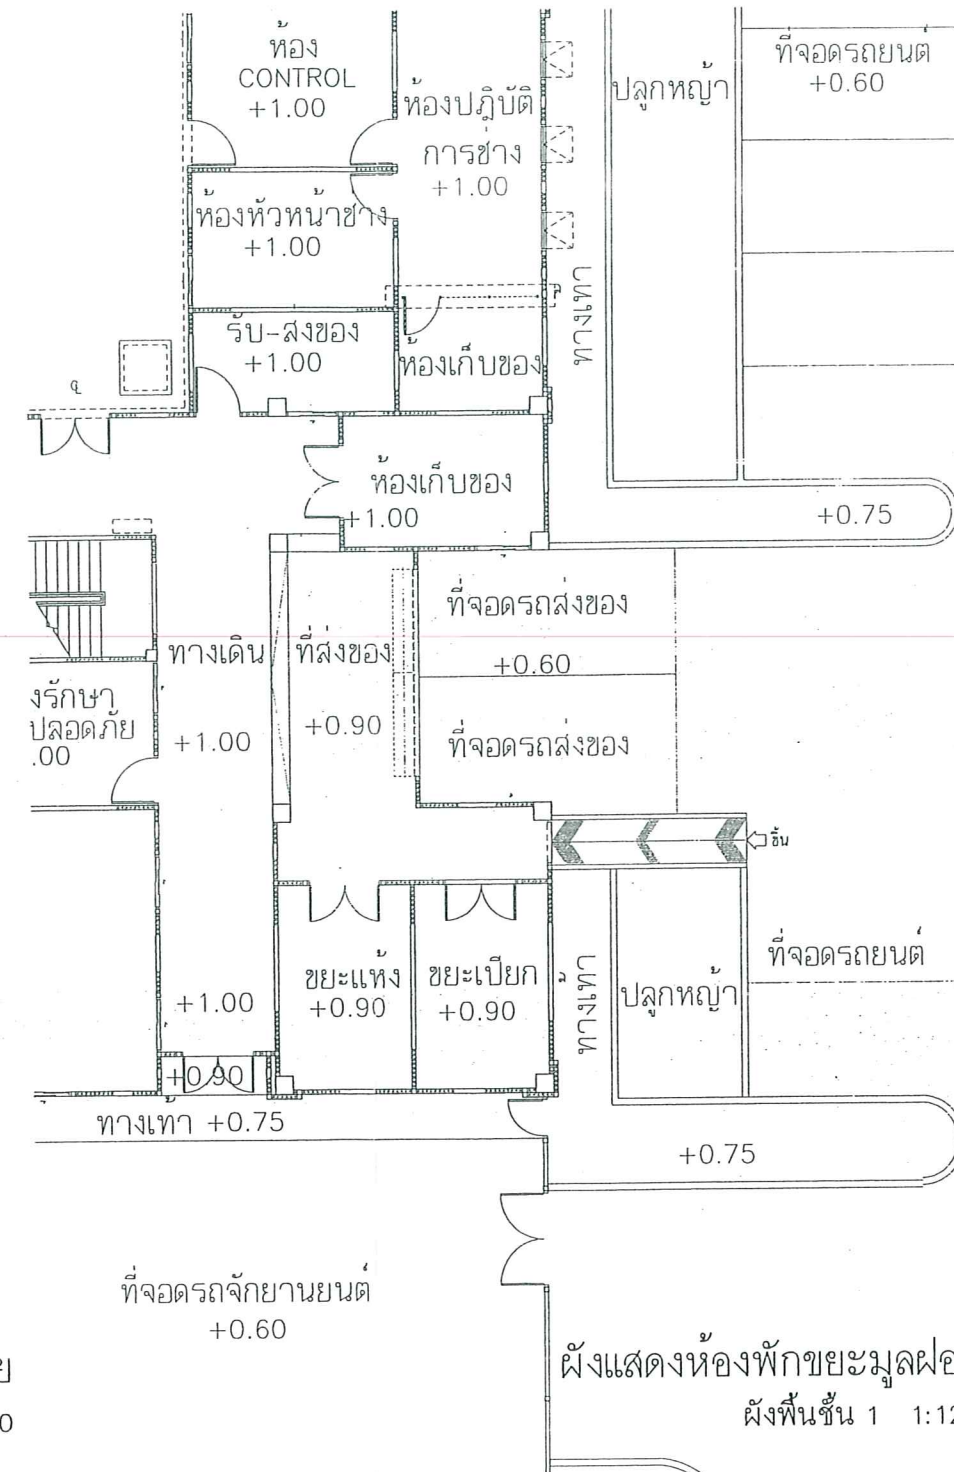 ห้อง
CONTROL
+1.00
ห้องปฏิบัติ
การช่าง
+1.00
ปลูกหญ้า
ที่จอดรถยนต์
+0.60
ห้องหัวหน้าช่าง
+1.00
ทางเท้า
รับ-ส่งของ
+1.00
ห้องเก็บของ
ห้องเก็บของ
+1.00
+0.75
ที่จอดรถส่งของ
+0.60
ที่จอดรถส่งของ
ทางเดิน
+1.00
ที่ส่งของ
+0.90
งรักษา
ปลอดภัย
.00
ขึ้น
ขยะแห้ง
+0.90
ขยะเปียก
+0.90
ทางเท้า
ปลูกหญ้า
ที่จอดรถยนต์
+1.00
+0.90
ทางเท้า +0.75
+0.75
ที่จอดรถจักยานยนต์
+0.60
ย
0
ผังแสดงห้องพักขยะมูลฝอ
ผังพื้นชั้น 1 1:12